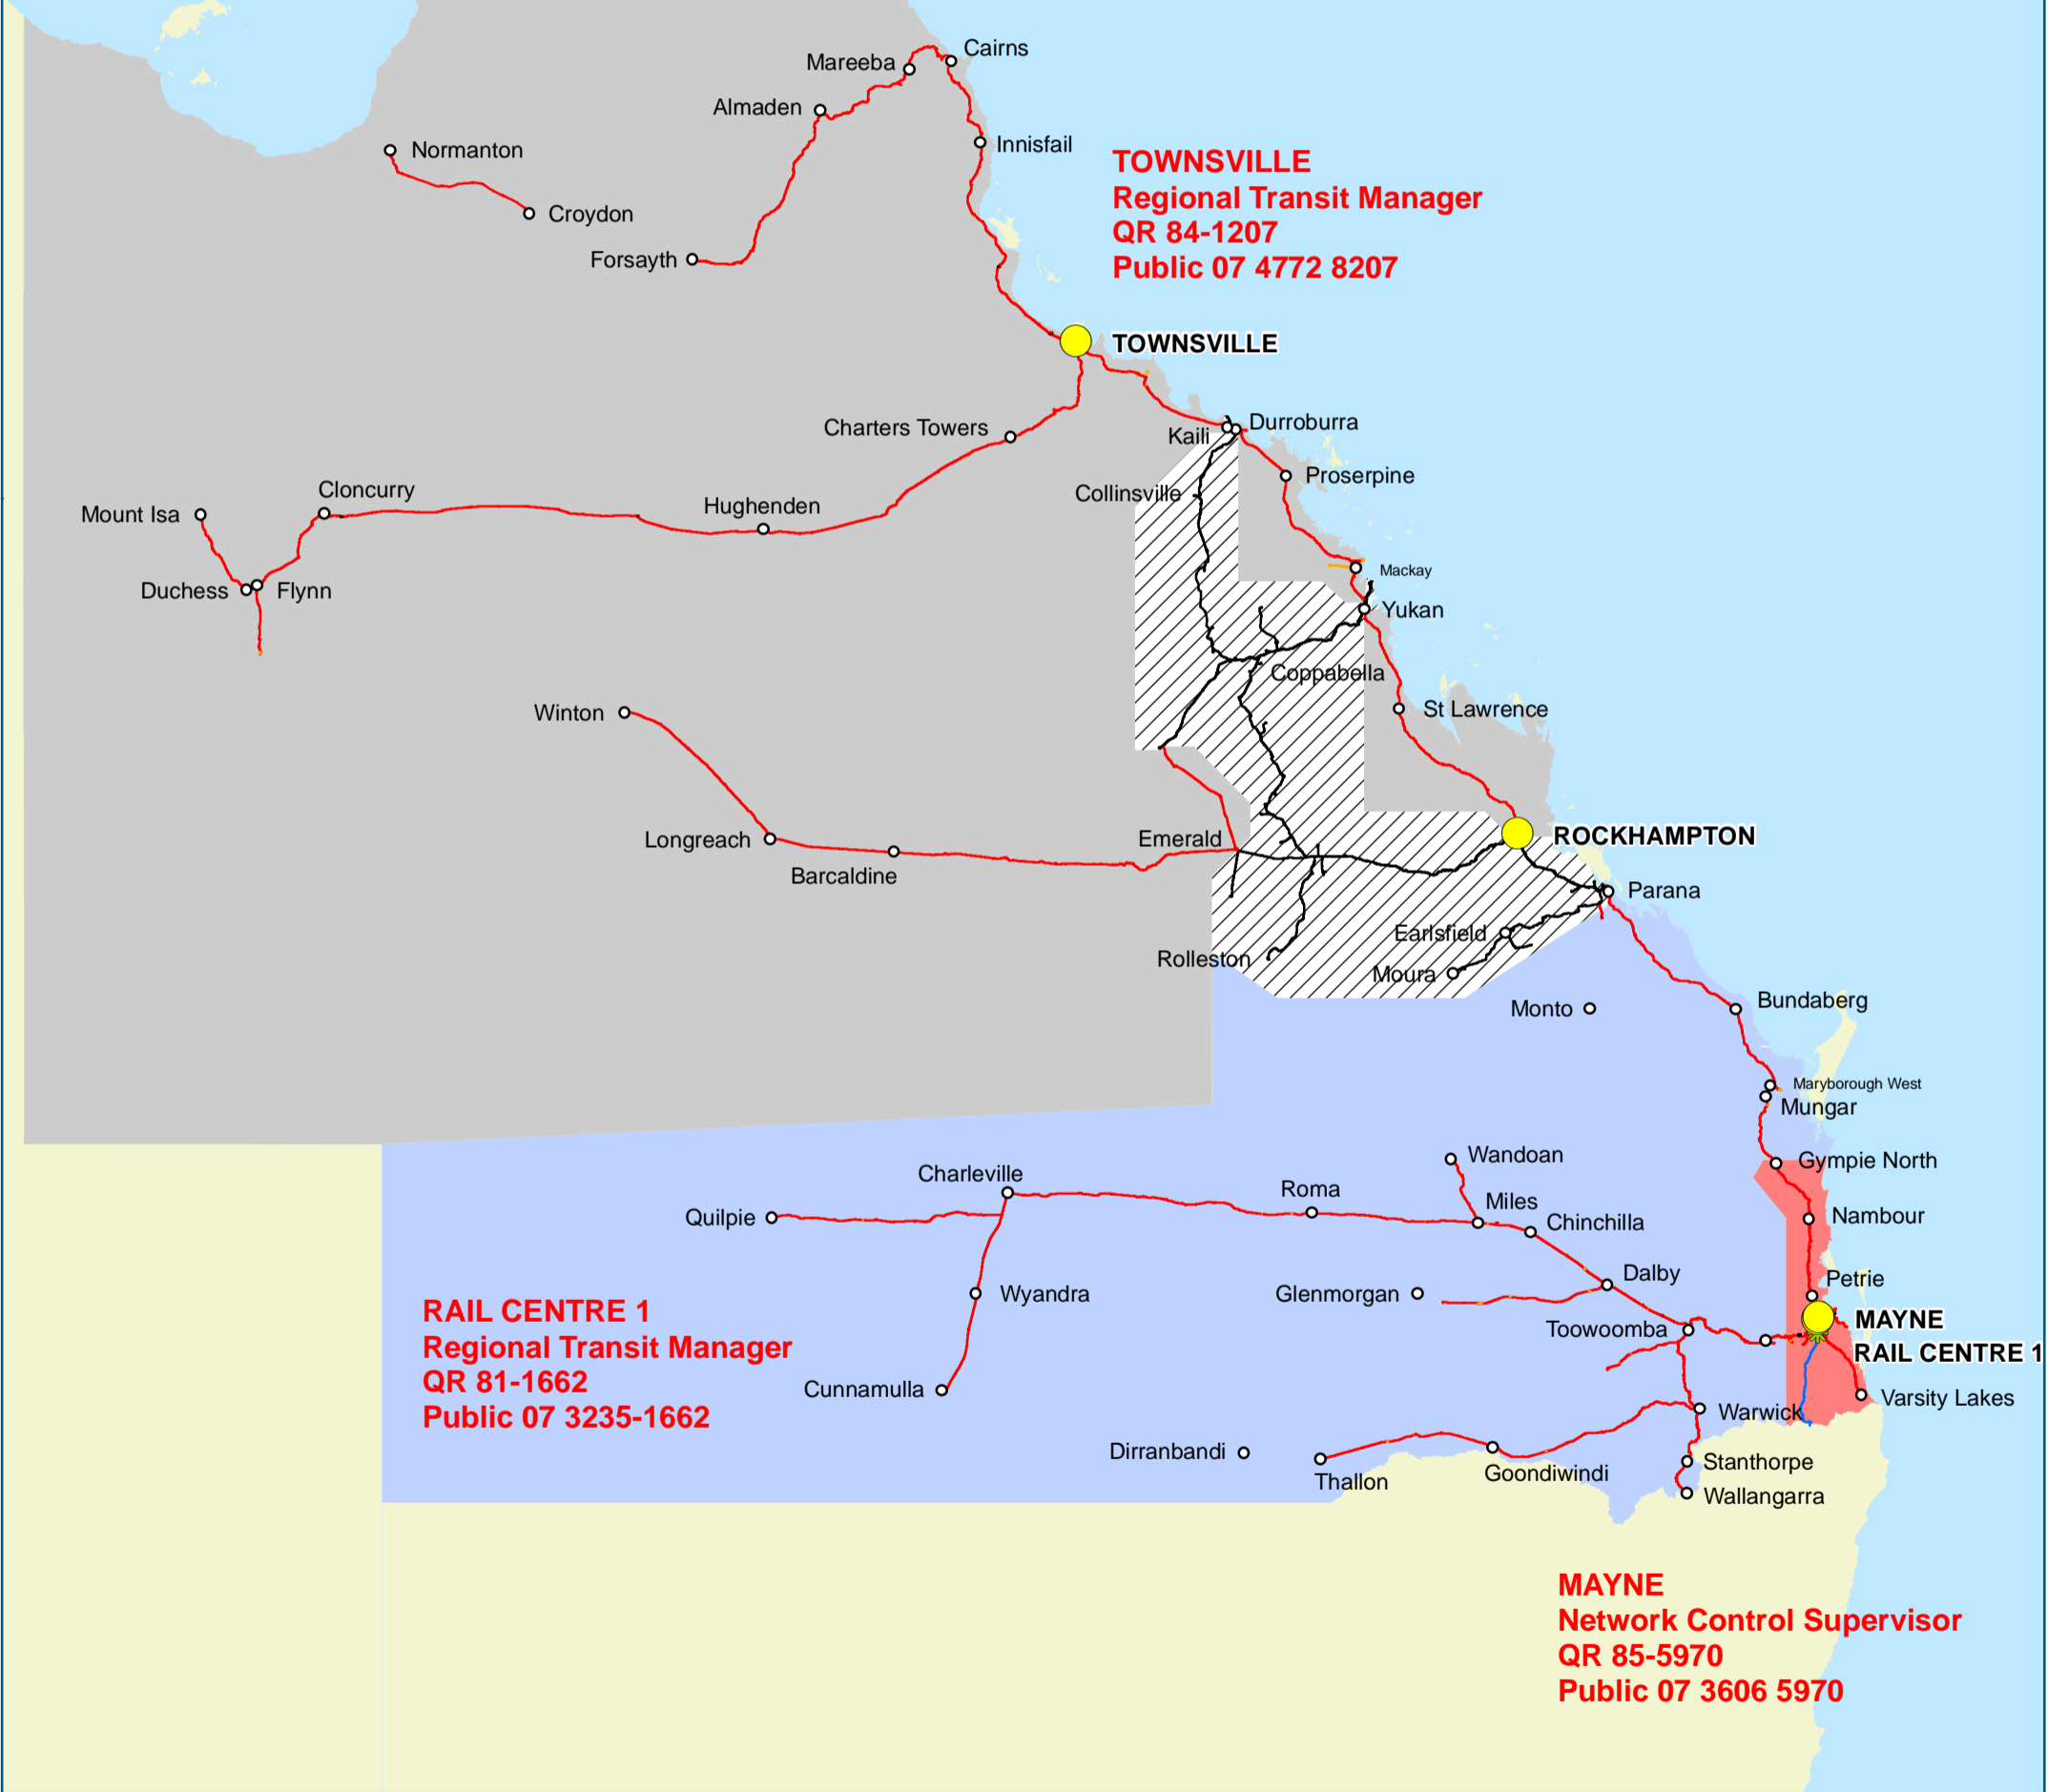 Cairns
Mareeba
Almaden
Normanton
Innisfail
Croydon
Forsayth
TOWNSVILLE
Regional Transit Manager
QR 84-1207
Public 07 4772 8207
TOWNSVILLE
Charters Towers
Durroburra
Kaili
Proserpine
Collinsville
Cloncurry
Hughenden
Mount Isa
Mackay
Duchess
Flynn
Yukan
Coppabella
Winton
St Lawrence
Emerald
Longreach
ROCKHAMPTON
Barcaldine
Parana
Earlsfield
Rolleston
Moura
Monto
Bundaberg
Maryborough West
Mungar
Wandoan
Gympie North
Charleville
Roma
Miles
Quilpie
Chinchilla
Nambour
Dalby
Petrie
Wyandra
Glenmorgan
RAIL CENTRE 1
Regional Transit Manager
QR 81-1662
Public 07 3235-1662
Toowoomba
MAYNE
RAIL CENTRE 1
Cunnamulla
Varsity Lakes
Warwick
Dirranbandi
Thallon
Goondiwindi
Stanthorpe
Wallangarra
MAYNE
Network Control Supervisor
QR 85-5970
Public 07 3606 5970